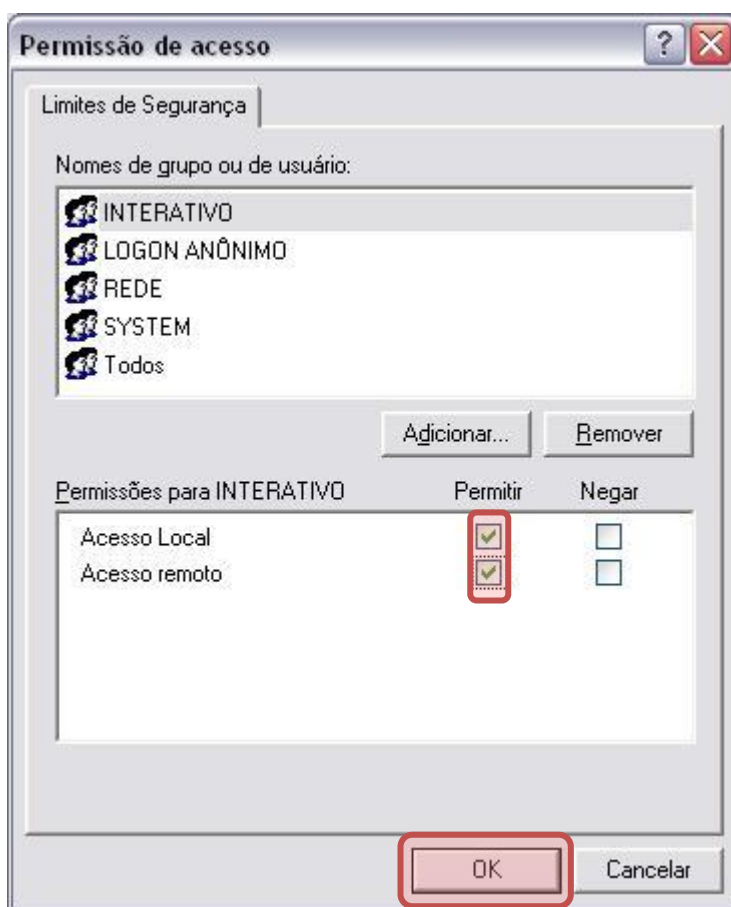 Permissão de acesso
Limites de Segurança
Nomes de grupo ou de usuário:
INTERATIVO
LOGON ANÔNIMO
REDE
SYSTEM
Todos
Adicionar... Remover
Permissões para INTERATIVO Permitir Negar
Acesso Local
Acesso remoto
OK Cancelar